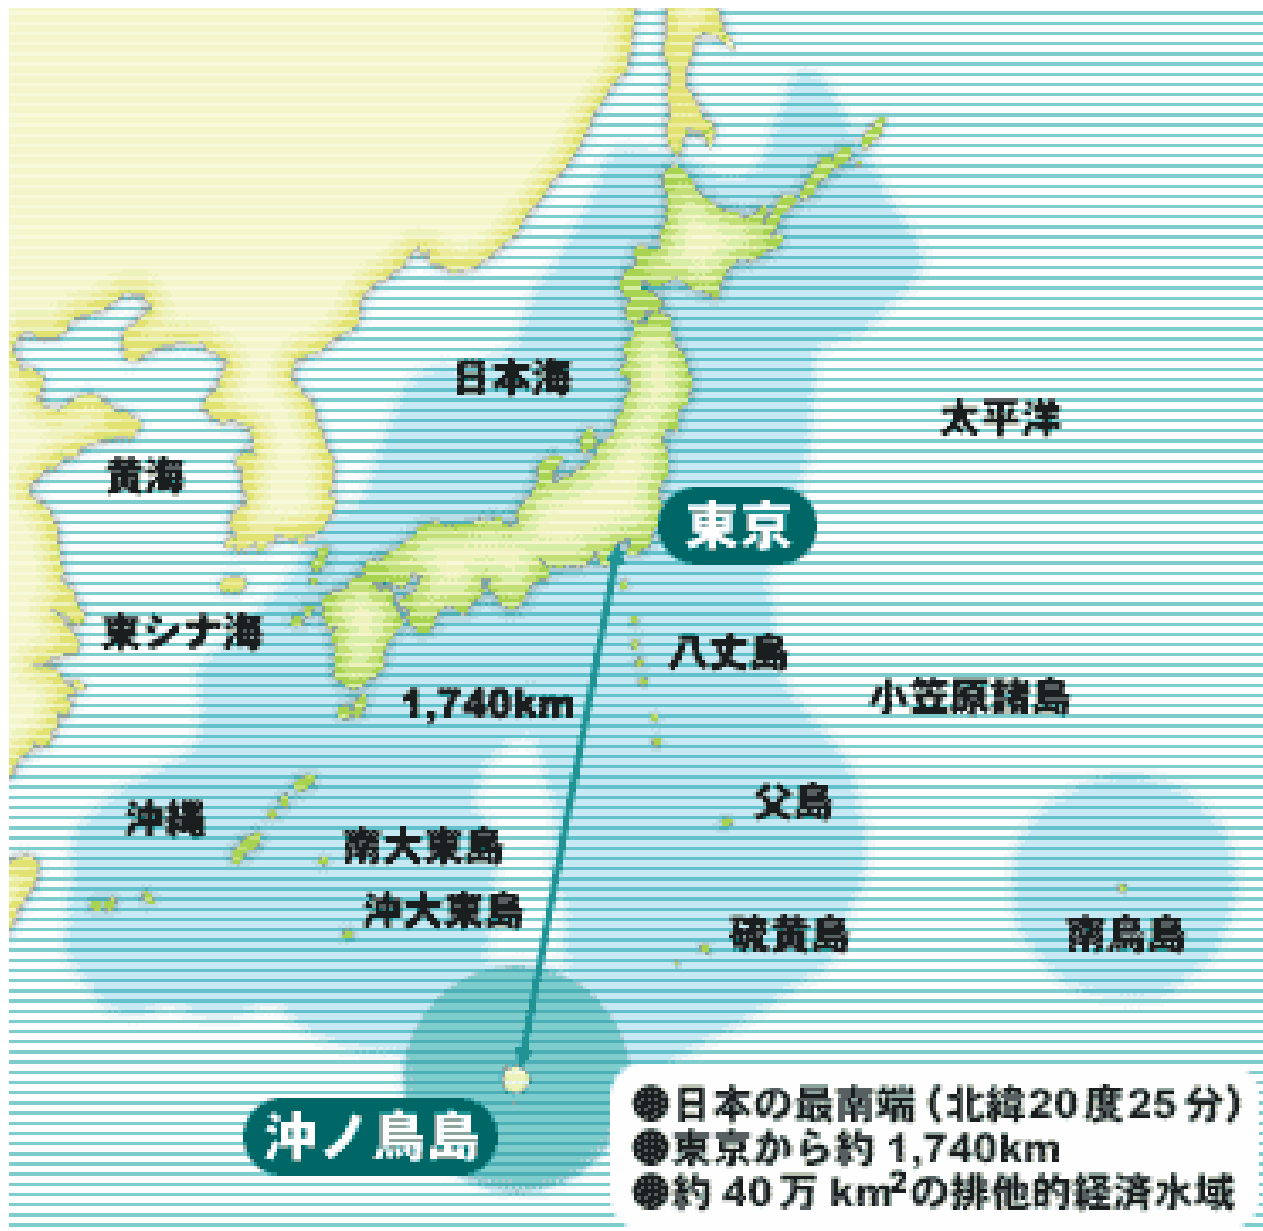 日本海
太平洋
黄海
東京
東シナ海
八丈島
小笠原諸島
1,740km
父島
沖縄
南大東島
沖大東島
硫黄島
南鳥島
沖ノ鳥島
●日本の最南端（北緯20度25分）
●東京から約1,740km
●約40万km²の排他的経済水域